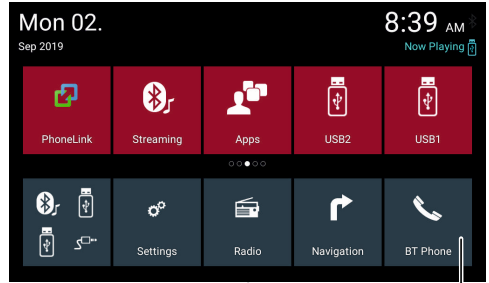 Mon 02.
8:39 AM
Sep 2019
Now Playing
PhoneLink
Streaming
Apps
USB2
USB1
Settings
Radio
Navigation
BT Phone